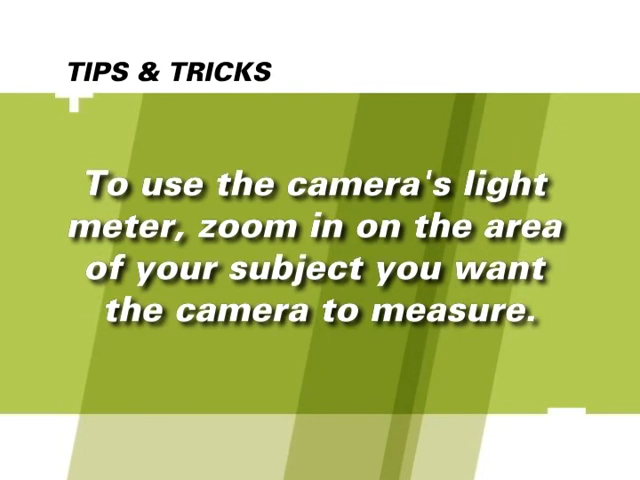 TIPS & TRICKS
To use the camera's light
meter, zoom in on the area
of your subject you want
the camera to measure.